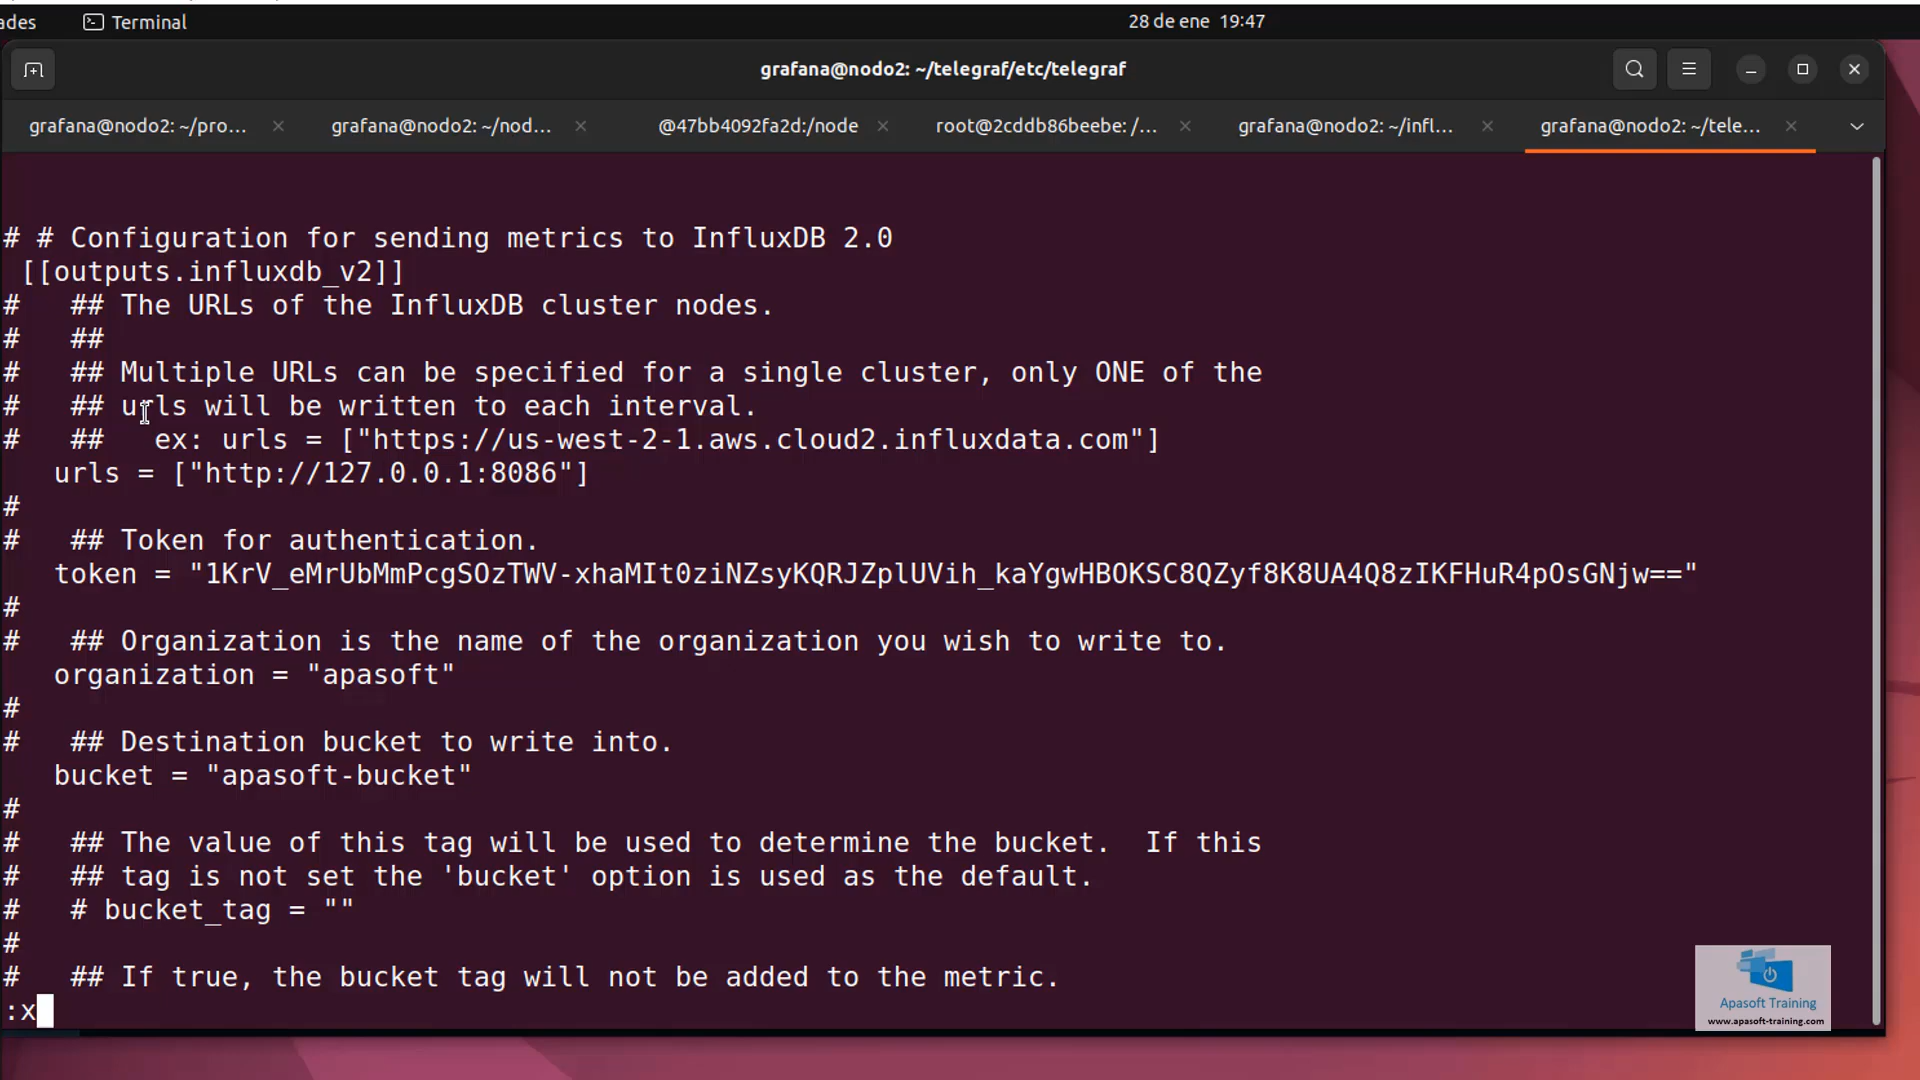 ades
Terminal
28 de ene 19:47
grafana@nodo2: ~/telegraf/etc/telegraf
grafana@nodo2: ~/pro...
grafana@nodo2: ~/nod...
@47bb4092fa2d:/node
root@2cddb86beebe: /...
grafana@nodo2: ~/infl...
grafana@nodo2: ~/tele...
# # Configuration for sending metrics to InfluxDB 2.0
[[outputs.influxdb_v2]]
#   ## The URLs of the InfluxDB cluster nodes.
#   ##
#   ## Multiple URLs can be specified for a single cluster, only ONE of the
#   ## urls will be written to each interval.
#   ##   ex: urls = ["https://us-west-2-1.aws.cloud2.influxdata.com"]
urls = ["http://127.0.0.1:8086"]
#
#   ## Token for authentication.
token = "1KrV_eMrUbMmPcgSOzTWV-xhaMIt0ziNZsyKQRJZplUVih_kaYgwHBOKSC8QZyf8K8UA4Q8zIKFHuR4pOsGNjw=="
#
#   ## Organization is the name of the organization you wish to write to.
organization = "apasoft"
#
#   ## Destination bucket to write into.
bucket = "apasoft-bucket"
#
#   ## The value of this tag will be used to determine the bucket.  If this
#   ## tag is not set the 'bucket' option is used as the default.
#   # bucket_tag = ""
#
#   ## If true, the bucket tag will not be added to the metric.
:x
Apasoft Training
www.apasoft-training.com